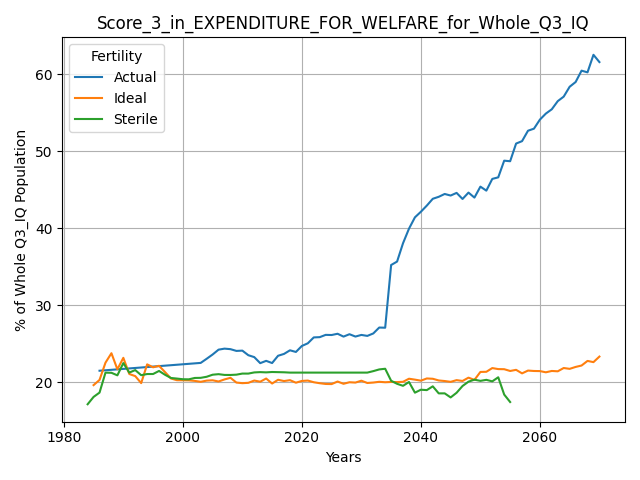 Score_3_in_EXPENDITURE_FOR_WELFARE_for_Whole_Q3_IQ
Fertility
Actual
Ideal
Sterile
% of Whole Q3_IQ Population
60
50
40
30
20
1980
2000
2020
2040
2060
Years